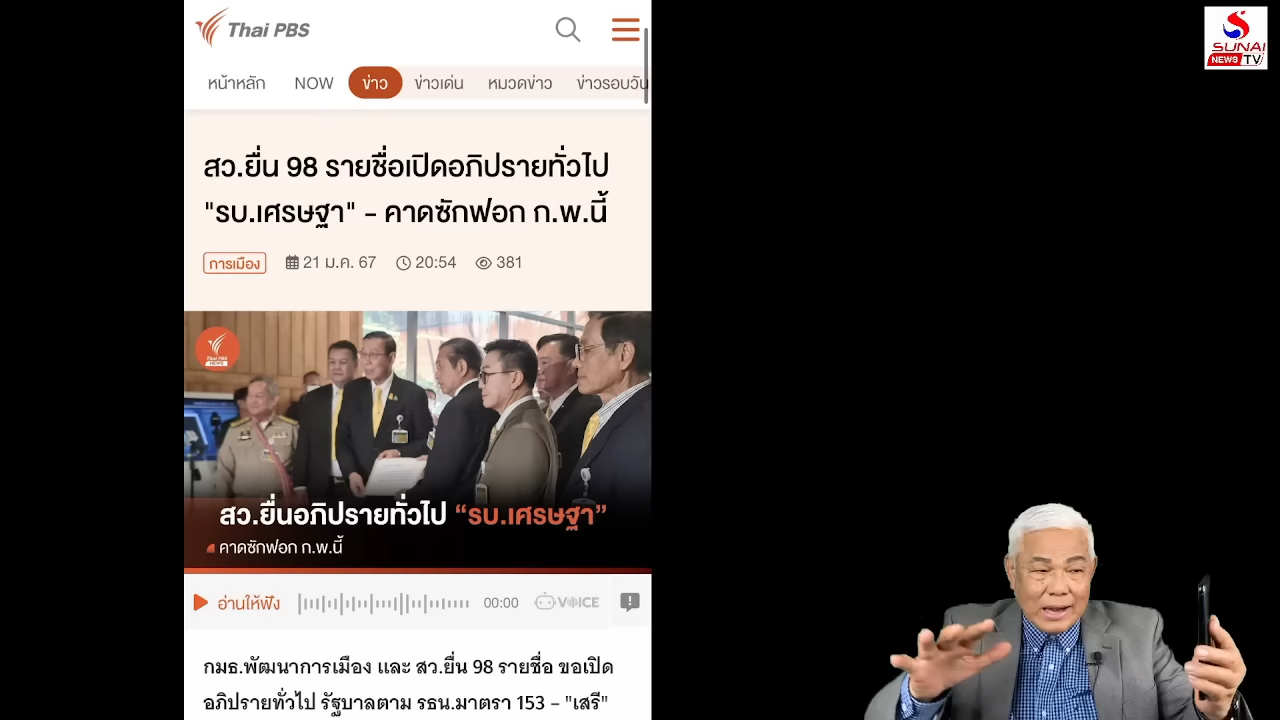 Thai PBS
SUNAI
NEWS TV
หน้าหลัก NOW ข่าว ข่าวเด่น หมวดข่าว ข่าวรอบวัน
สว.ยื่น 98 รายชื่อเปิดอภิปรายทั่วไป
"รบ.เศรษฐา" - คาดซักฟอก ก.พ.นี้
การเมือง 21 ม.ค. 67 20:54 381
Thai PBS
NEWS
สว.ยื่นอภิปรายทั่วไป “รบ.เศรษฐา”
คาดซักฟอก ก.พ.นี้
อ่านให้ฟัง 00:00 VOICE
กมธ.พัฒนาการเมือง และ สว.ยื่น 98 รายชื่อ ขอเปิด
อภิปรายทั่วไป รัฐบาลตาม รธน.มาตรา 153 - "เสรี"